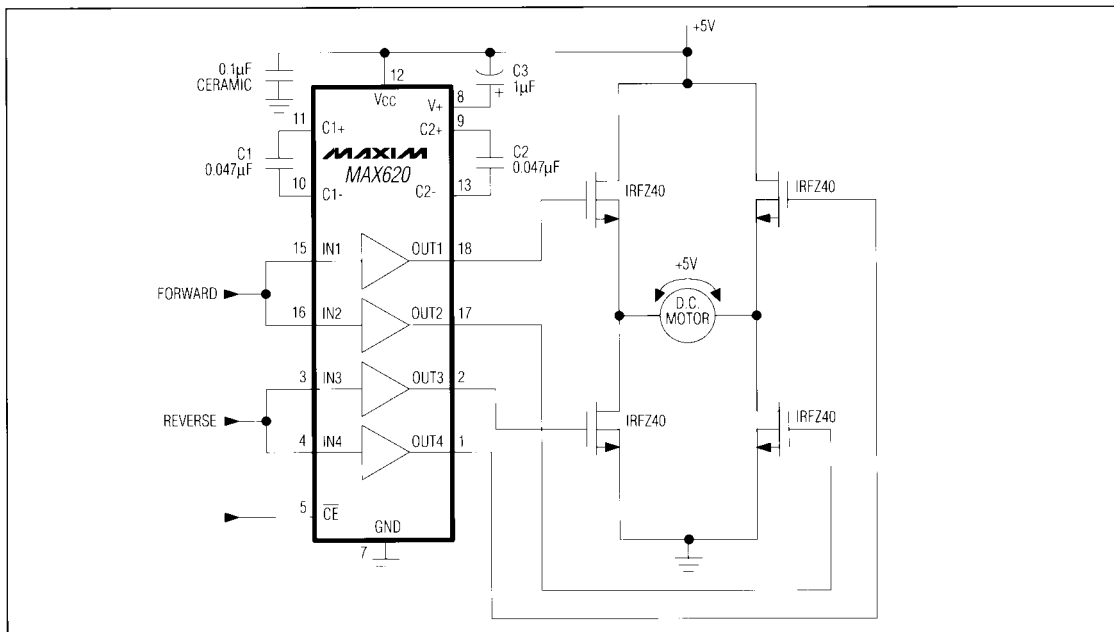 +5V
0.1µF
CERAMIC
12
VCC
C3
1µF
+
V+
8
11
C1+
C2+
9
MAXIM
MAX620
C1
0.047µF
C2
0.047µF
10
C1-
C2-
13
IRFZ40
IRFZ40
15
IN1
OUT1
18
FORWARD
+5V
D.C.
MOTOR
16
IN2
OUT2
17
3
IN3
OUT3
2
REVERSE
IRFZ40
IRFZ40
4
IN4
OUT4
1
5
CE
GND
7